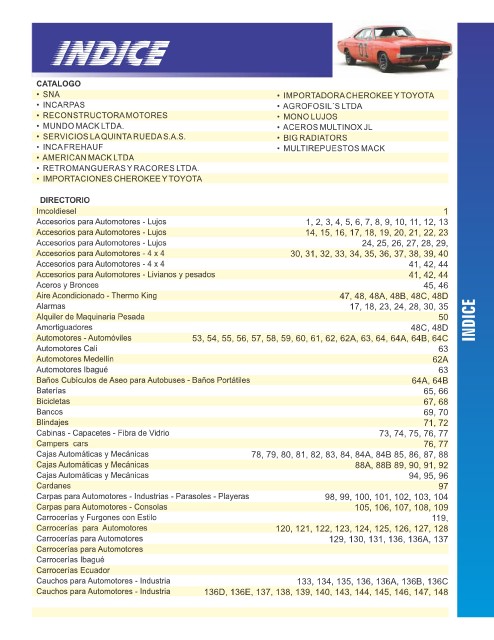 INDICE
01
CATALOGO
• SNA
• INCARPAS
• RECONSTRUCTORA MOTORES
• MUNDO MACK LTDA.
• SERVICIOS LA QUINTA RUEDA S.A.S.
• INCA FREHAUF
• AMERICAN MACK LTDA
• RETROMANGUERAS Y RACORES LTDA.
• IMPORTACIONES CHEROKEE Y TOYOTA
• IMPORTADORA CHEROKEE Y TOYOTA
• AGROFOSIL`S LTDA
• MONO LUJOS
• ACEROS MULTINOX JL
• BIG RADIATORS
• MULTIREPUESTOS MACK
DIRECTORIO
Imcoldiesel 1
Accesorios para Automotores - Lujos 1, 2, 3, 4, 5, 6, 7, 8, 9, 10, 11, 12, 13
Accesorios para Automotores - Lujos 14, 15, 16, 17, 18, 19, 20, 21, 22, 23
Accesorios para Automotores - Lujos 24, 25, 26, 27, 28, 29,
Accesorios para Automotores - 4 x 4 30, 31, 32, 33, 34, 35, 36, 37, 38, 39, 40
Accesorios para Automotores - 4 x 4 41, 42, 44
Accesorios para Automotores - Livianos y pesados 41, 42, 44
Aceros y Bronces 45, 46
Aire Acondicionado - Thermo King 47, 48, 48A, 48B, 48C, 48D
Alarmas 17, 18, 23, 24, 28, 30, 35
Alquiler de Maquinaria Pesada 50
Amortiguadores 48C, 48D
Automotores - Automóviles 53, 54, 55, 56, 57, 58, 59, 60, 61, 62, 62A, 63, 64, 64A, 64B, 64C
Automotores Cali 63
Automotores Medellin 62A
Automotores Ibagué 63
Baños Cubículos de Aseo para Autobuses - Baños Portátiles 64A, 64B
Baterías 65, 66
Bicicletas 67, 68
Bancos 69, 70
Blindajes 71, 72
Cabinas - Capacetes - Fibra de Vidrio 73, 74, 75, 76, 77
Campers cars 76, 77
Cajas Automáticas y Mecánicas 78, 79, 80, 81, 82, 83, 84, 84A, 84B 85, 86, 87, 88
Cajas Automáticas y Mecánicas 88A, 88B 89, 90, 91, 92
Cajas Automáticas y Mecánicas 94, 95, 96
Cardanes 97
Carpas para Automotores - Industrias - Parasoles - Playeras 98, 99, 100, 101, 102, 103, 104
Carpas para Automotores - Consolas 105, 106, 107, 108, 109
Carrocerías y Furgones con Estilo 119,
Carrocerías para Automotores 120, 121, 122, 123, 124, 125, 126, 127, 128
Carrocerías para Automotores 129, 130, 131, 136, 136A, 137
Carrocerías para Automotores
Carrocerías Ibagué
Carrocerías Ecuador
Cauchos para Automotores - Industria 133, 134, 135, 136, 136A, 136B, 136C
Cauchos para Automotores - Industria 136D, 136E, 137, 138, 139, 140, 143, 144, 145, 146, 147, 148
INDICE